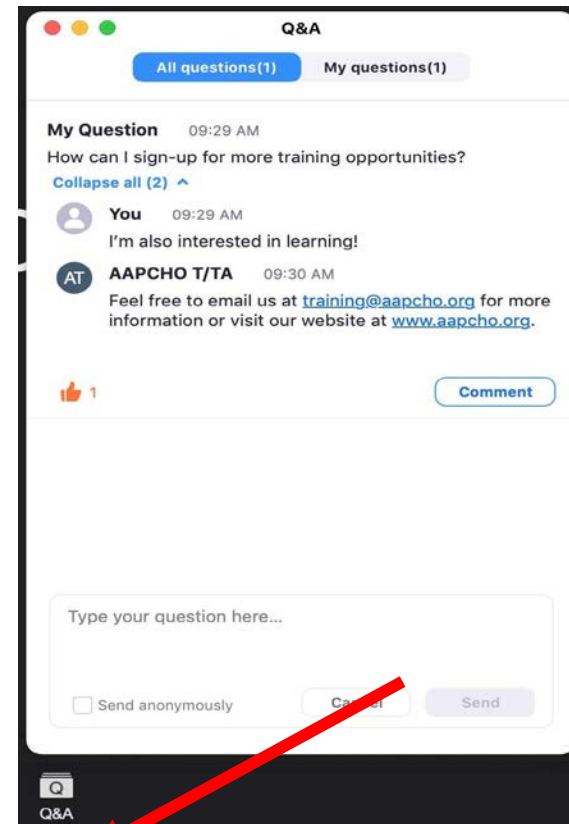 Q&A
All questions(1) My questions(1)
My Question 09:29 AM
How can I sign-up for more training opportunities?
Collapse all (2)
You 09:29 AM
I'm also interested in learning!
AT AAPCHO T/TA 09:30 AM
Feel free to email us at training@aapcho.org for more
information or visit our website at www.aapcho.org.
1 Comment
Type your question here...
Send anonymously Cancel Send
Q
Q&A